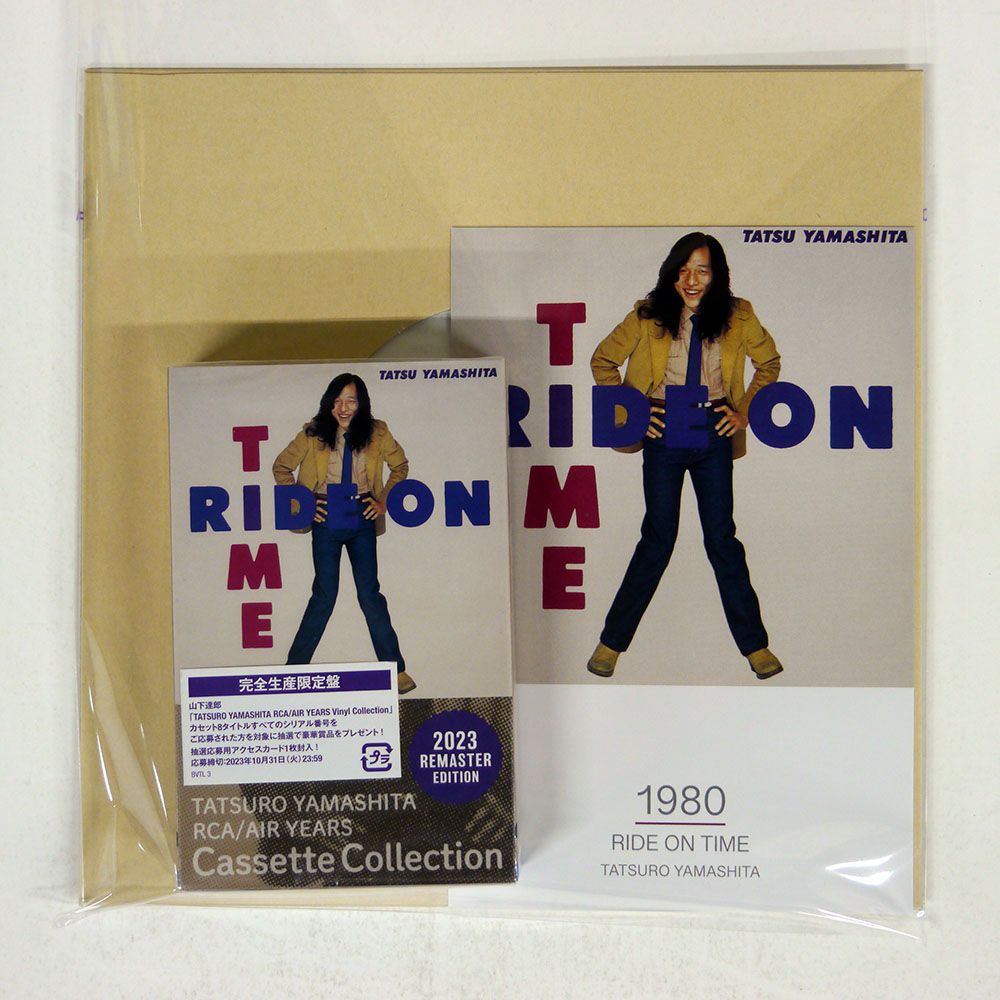 TATSU YAMASHITA
TIME
RIDE ON
TATSU YAMASHITA
TIME
RIDE ON
完全生産限定盤
山下達郎
「TATSURO YAMASHITA RCA/AIR YEARS Vinyl Collection」
カセット8タイトルすべてのシリアル番号を
ご応募された方を対象に抽選で豪華賞品をプレゼント!
抽選応募用アクセスカード1枚封入!
応募締切:2023年10月31日(火)23:59
BVTL 3
プラ
2023
REMASTER
EDITION
TATSURO YAMASHITA
RCA/AIR YEARS
Cassette Collection
1980
RIDE ON TIME
TATSURO YAMASHITA